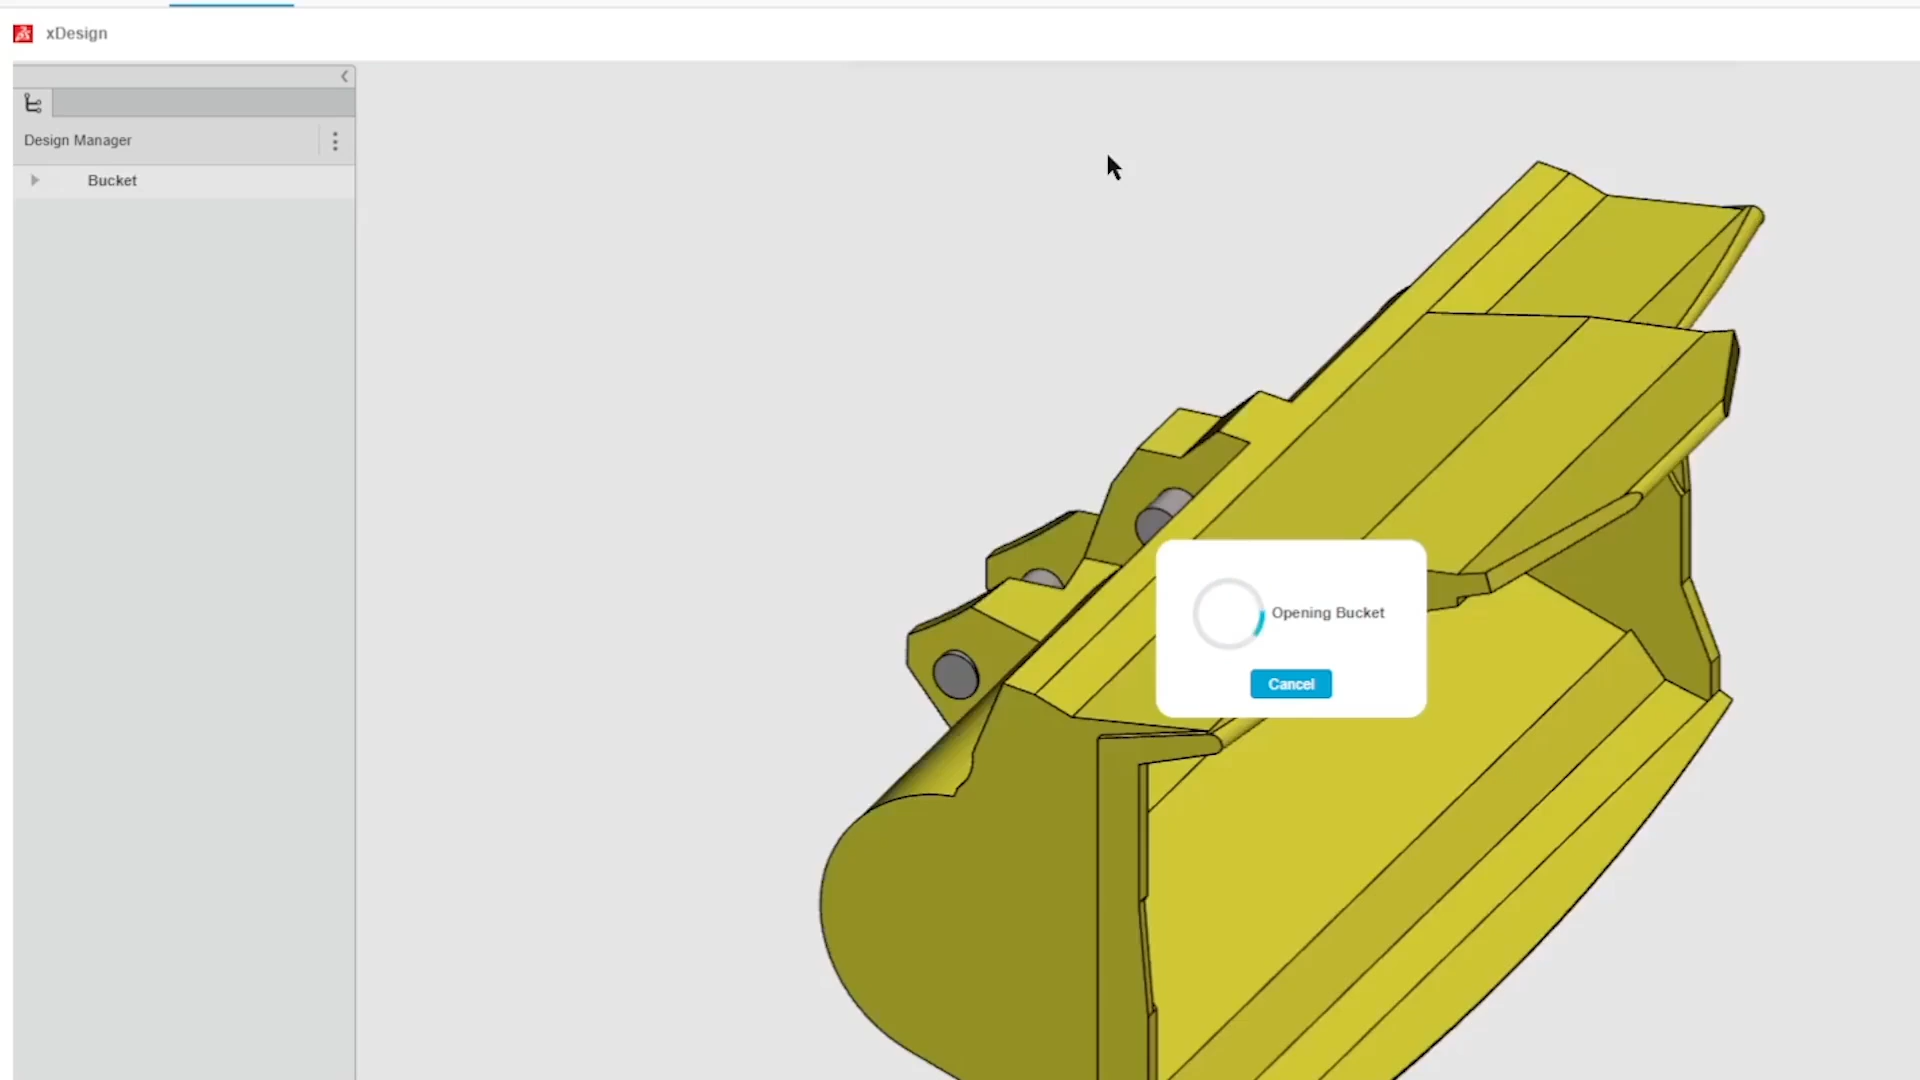 xDesign
Design Manager
Bucket
Opening Bucket
Cancel